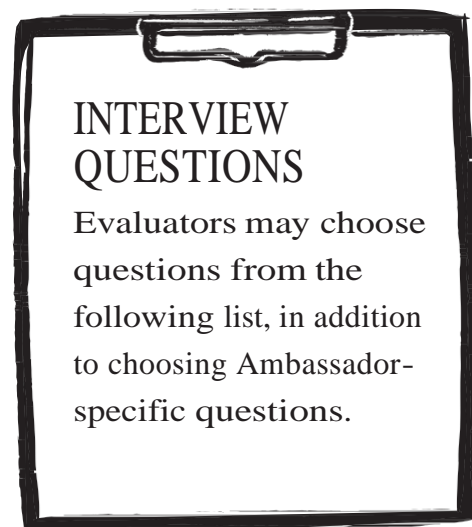 INTERVIEW
QUESTIONS
Evaluators may choose
questions from the
following list, in addition
to choosing Ambassador-
specific questions.